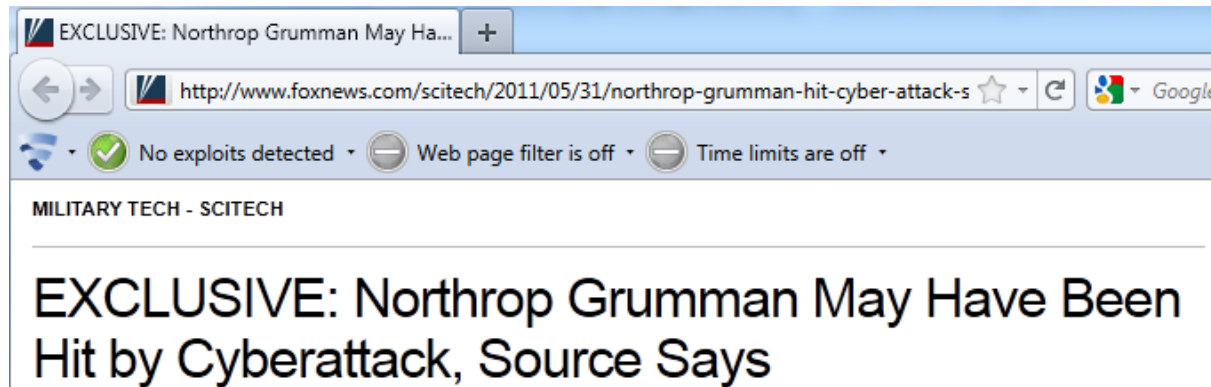 EXCLUSIVE: Northrop Grumman May Ha...
http://www.foxnews.com/scitech/2011/05/31/northrop-grumman-hit-cyber-attack-s
Google
No exploits detected
Web page filter is off
Time limits are off
MILITARY TECH - SCITECH
EXCLUSIVE: Northrop Grumman May Have Been
Hit by Cyberattack, Source Says